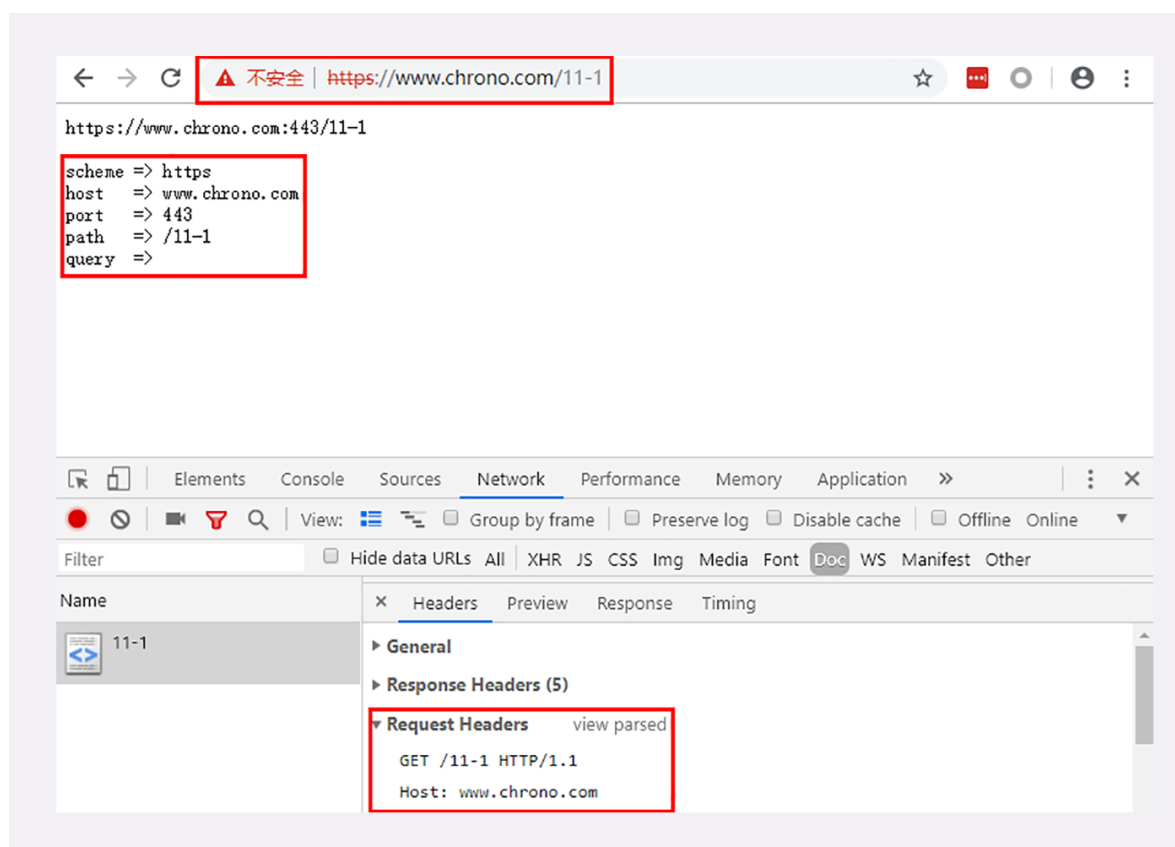 不安全 | https://www.chrono.com/11-1
https://www.chrono.com:443/11-1
scheme => https
host => www.chrono.com
port => 443
path => /11-1
query =>
Elements Console Sources Network Performance Memory Application »
View: Group by frame Preserve log Disable cache Offline Online
Filter Hide data URLs All XHR JS CSS Img Media Font Doc WS Manifest Other
Name × Headers Preview Response Timing
11-1
General
Response Headers (5)
Request Headers view parsed
GET /11-1 HTTP/1.1
Host: www.chrono.com